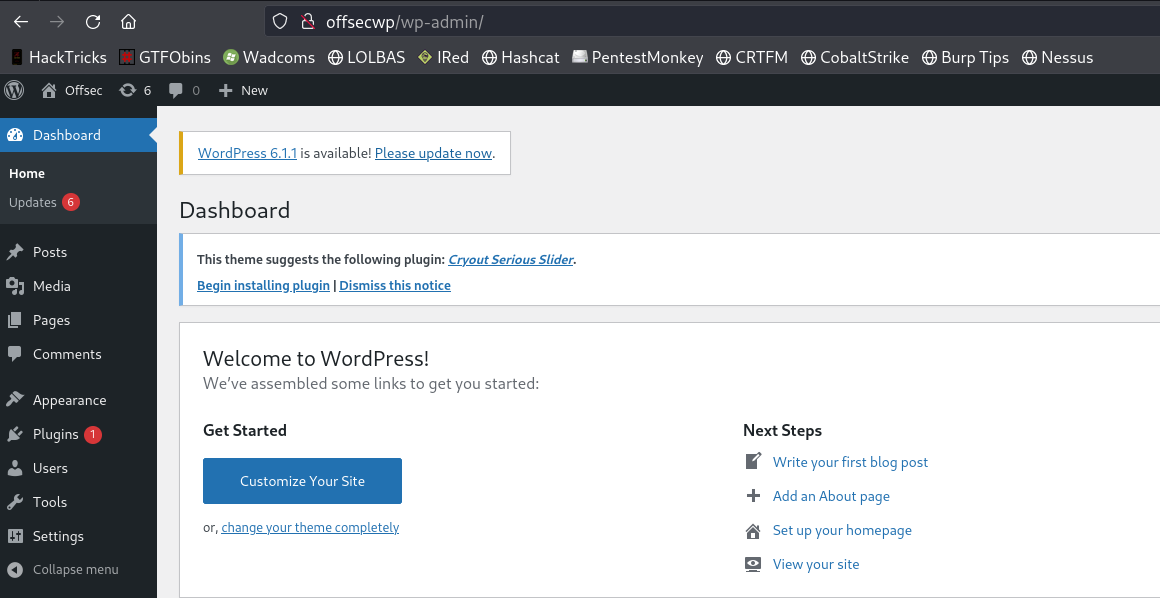 offsecwp/wp-admin/
HackTricks GTFObins Wadcoms LOLBAS IRed Hashcat PentestMonkey CRTFM CobaltStrike Burp Tips Nessus
Offsec 6 0 New
Dashboard
Home
Updates 6
Posts
Media
Pages
Comments
Appearance
Plugins 1
Users
Tools
Settings
Collapse menu
WordPress 6.1.1 is available! Please update now.
Dashboard
This theme suggests the following plugin: Cryout Serious Slider.
Begin installing plugin | Dismiss this notice
Welcome to WordPress!
We've assembled some links to get you started:
Get Started
Customize Your Site
or, change your theme completely
Next Steps
Write your first blog post
Add an About page
Set up your homepage
View your site